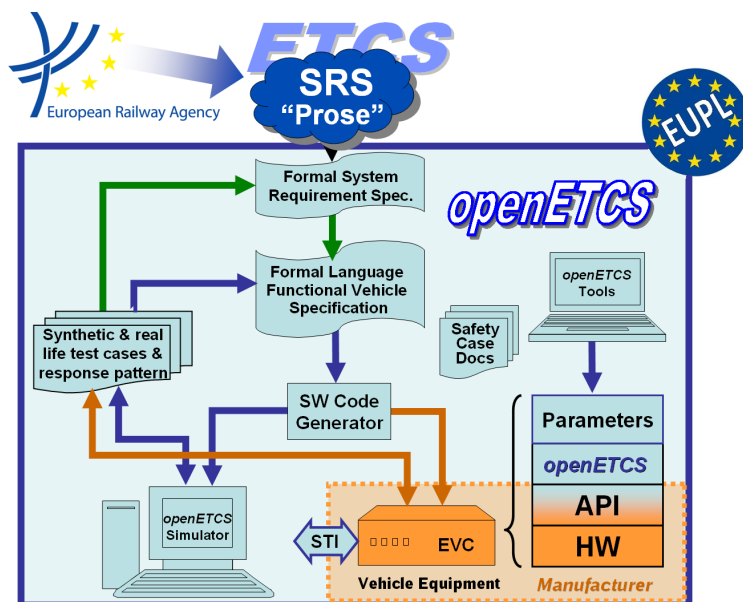 ETCS
SRS
“Prose”
European Railway Agency
EUPL
Formal System
Requirement Spec.
openETCS
Formal Language
Functional Vehicle
Specification
openETCS
Tools
Synthetic & real
life test cases &
response pattern
Safety
Case
Docs
SW Code
Generator
Parameters
openETCS
API
HW
openETCS
Simulator
STI
EVC
Vehicle Equipment
Manufacturer